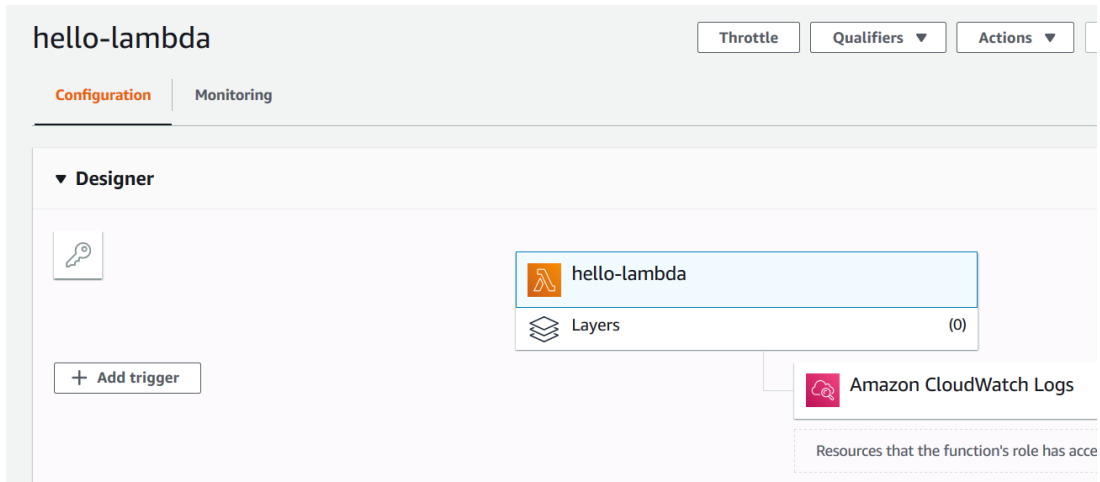 hello-lambda
Throttle
Qualifiers
Actions
Configuration
Monitoring
Designer
hello-lambda
Layers
(0)
Add trigger
Amazon CloudWatch Logs
Resources that the function's role has acce